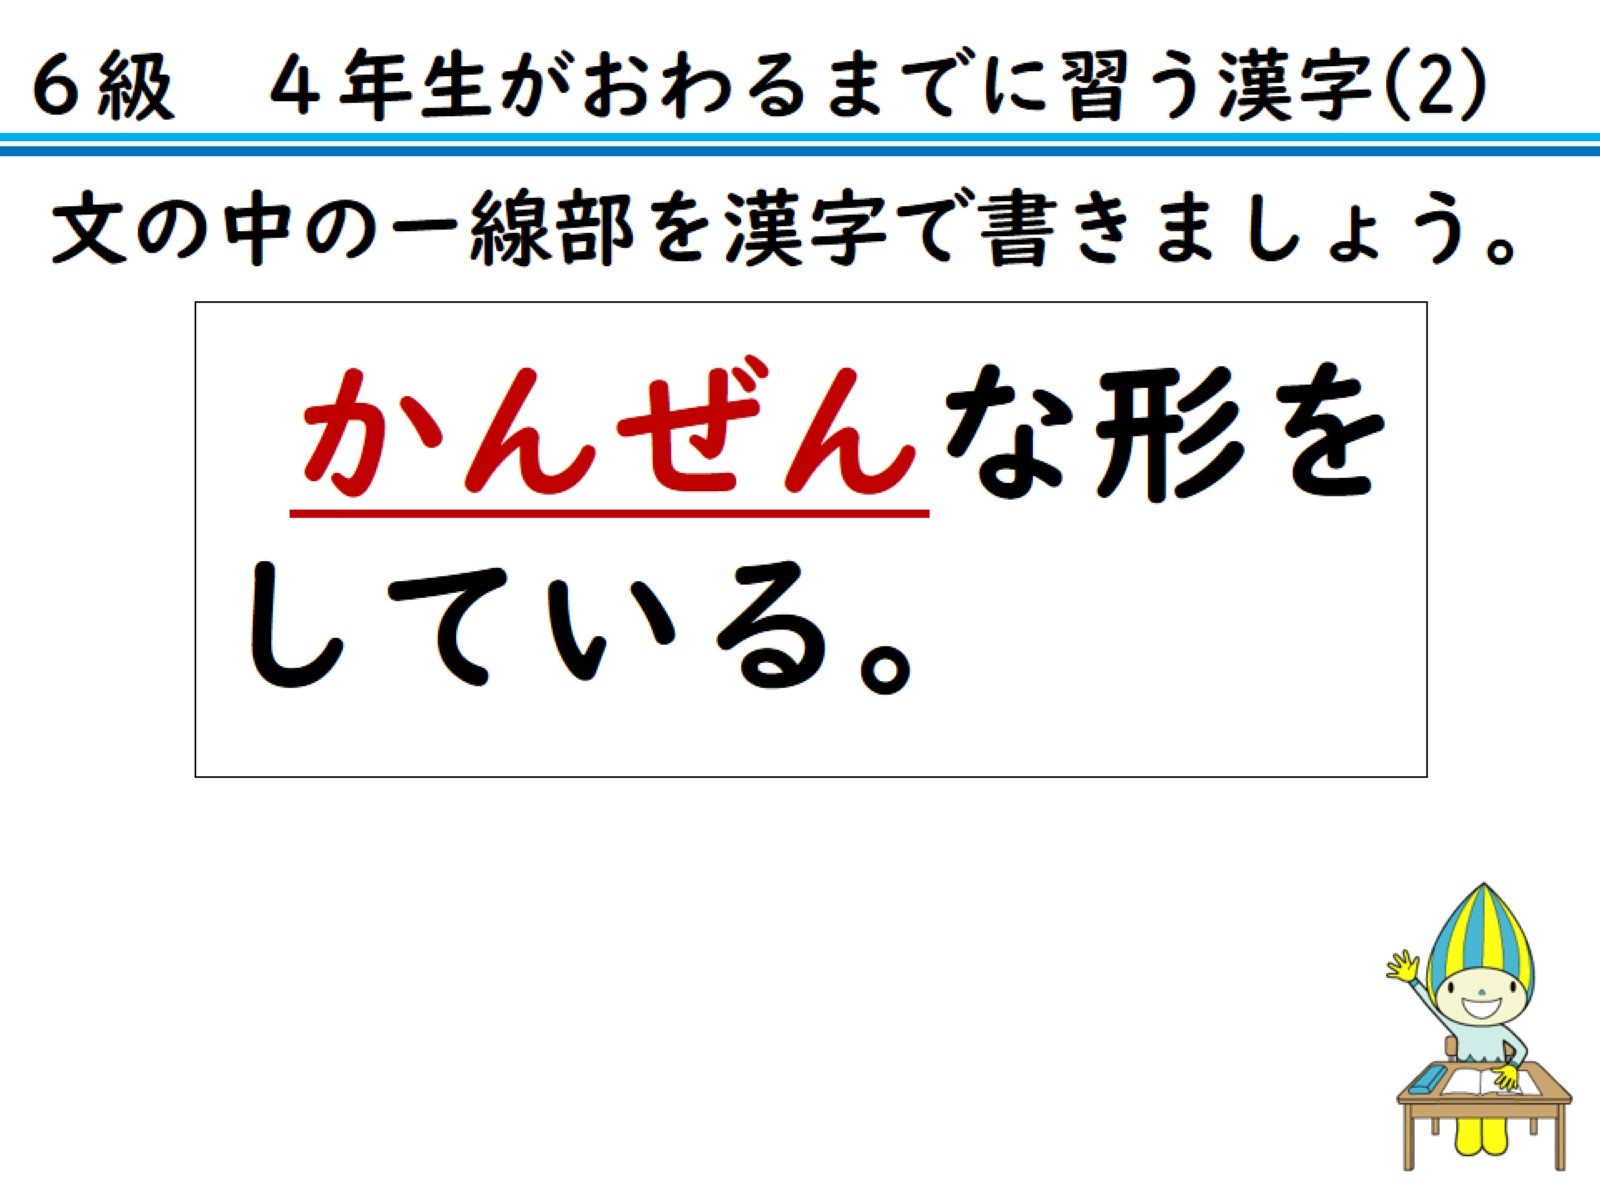 ６級　４年生がおわるまでに習う漢字(2)
文の中の一線部を漢字で書きましょう。
かんぜんな形を
している。